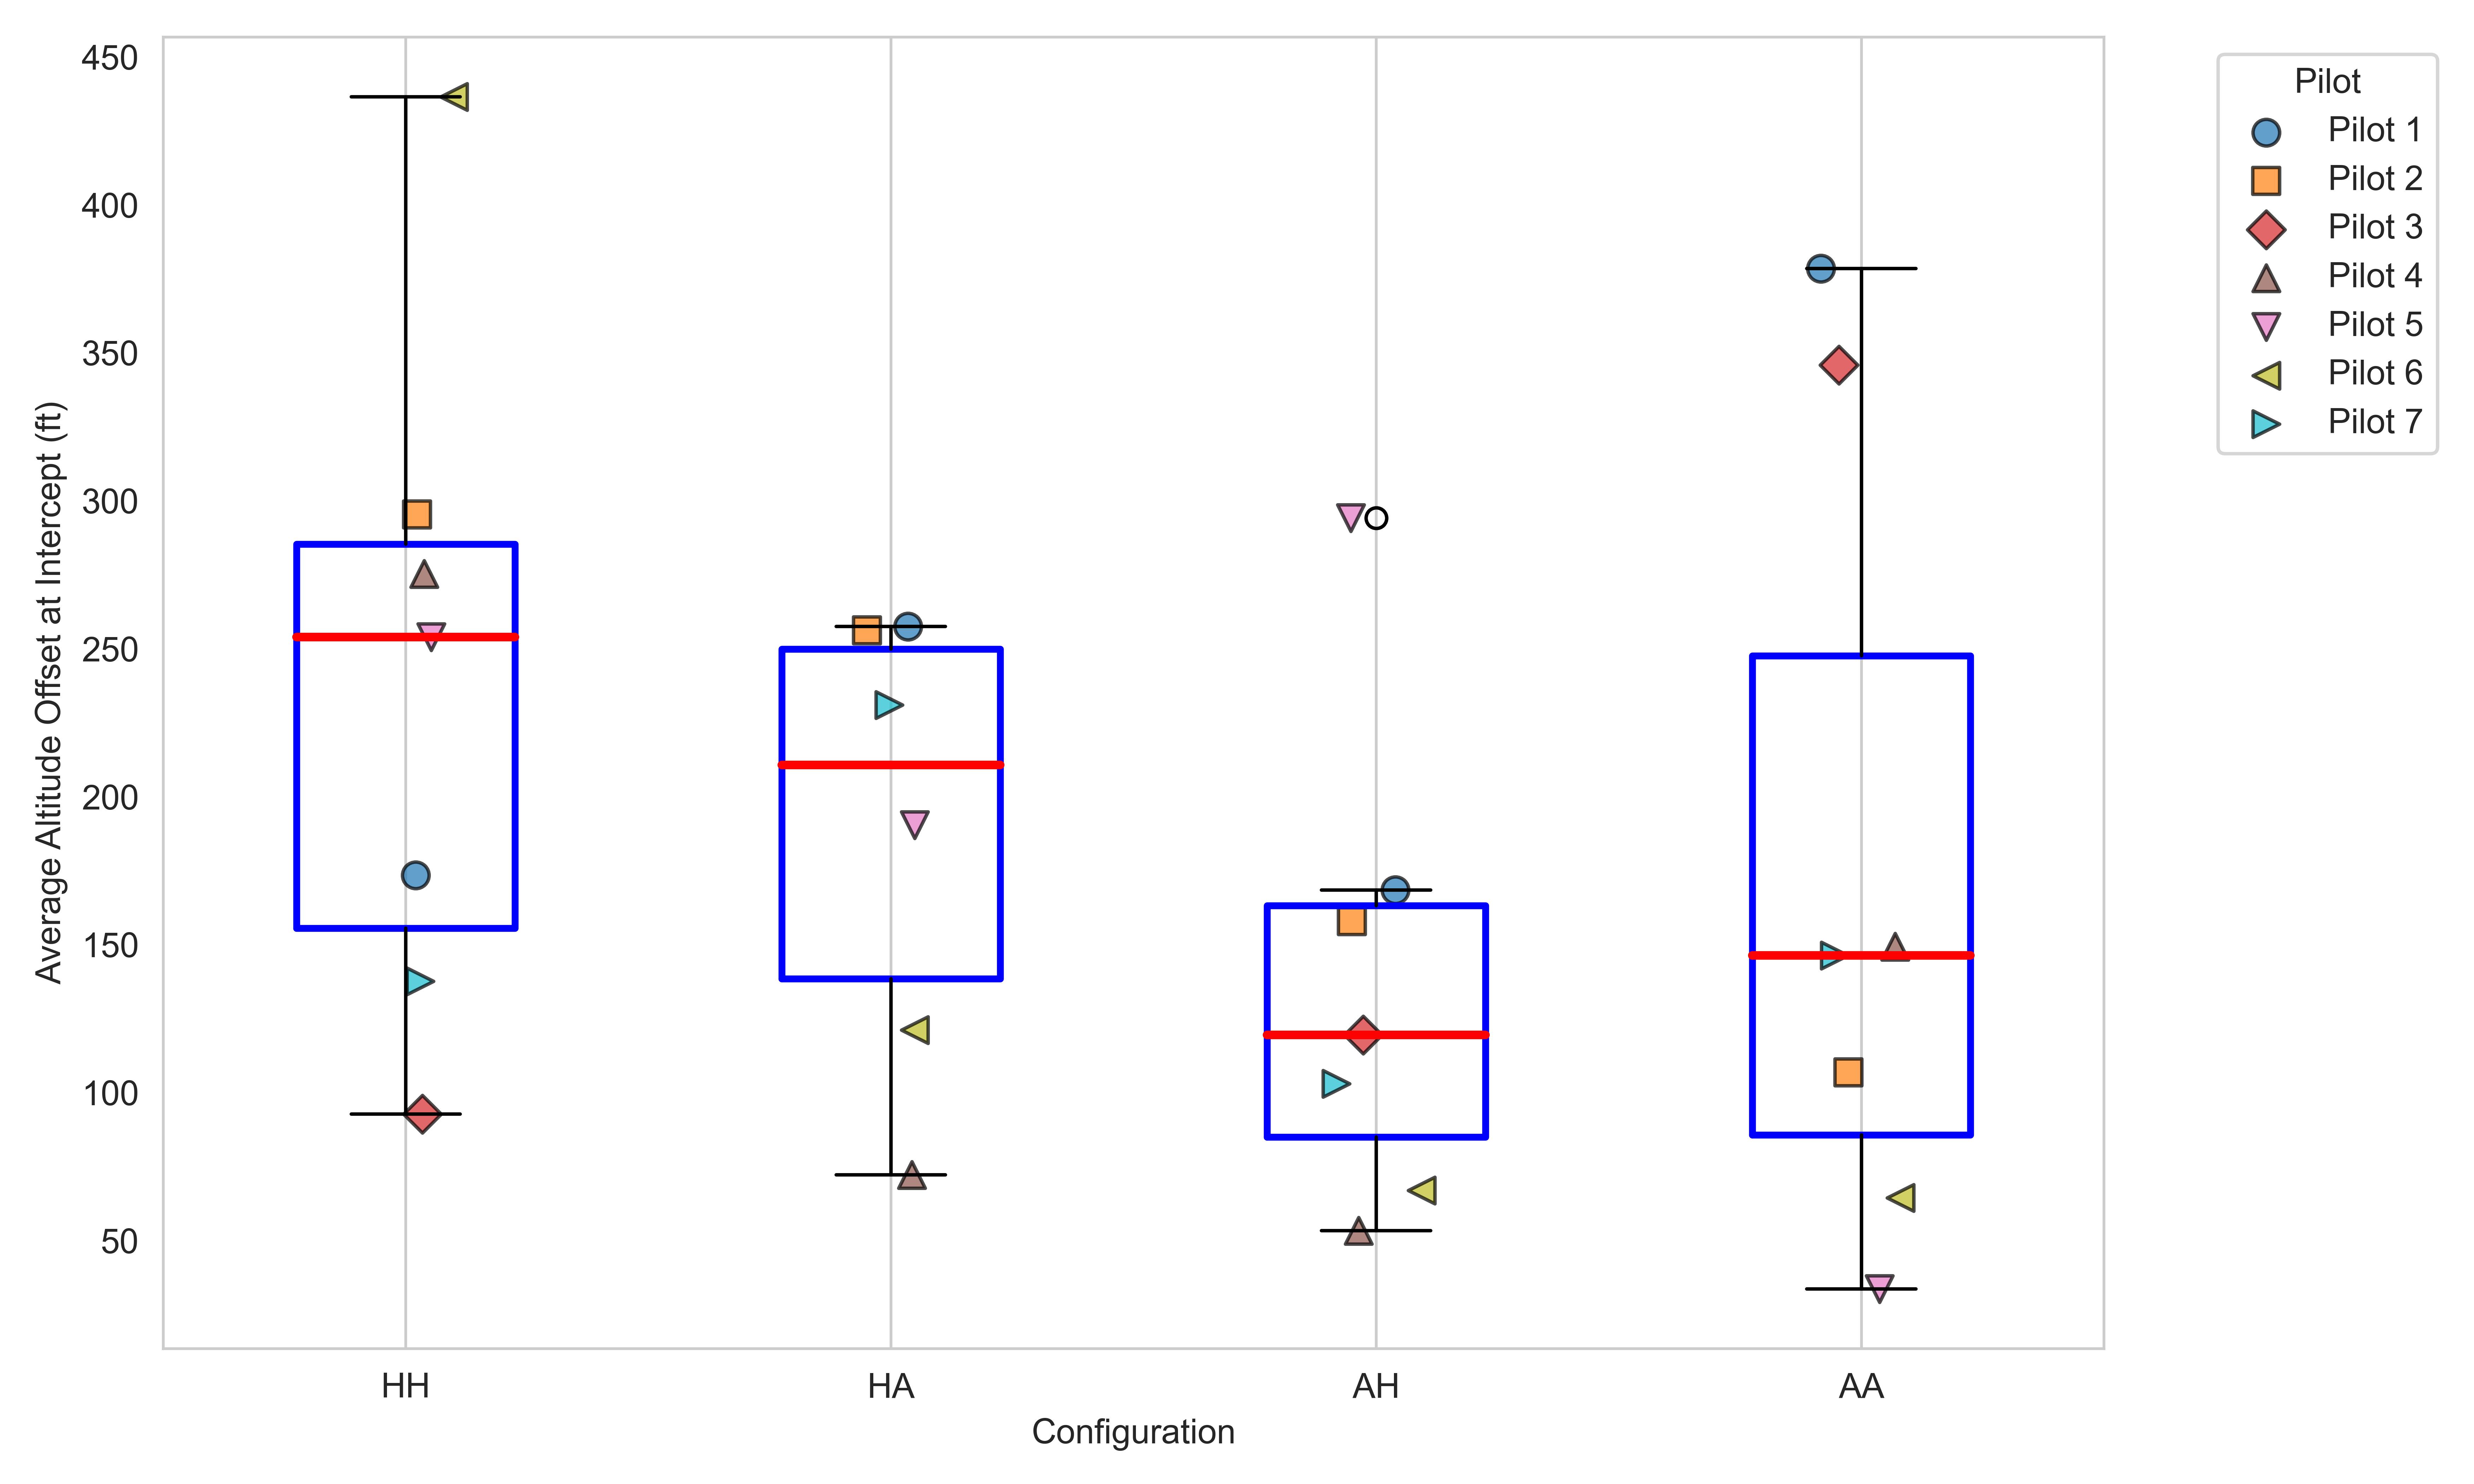 Average Altitude Offset at Intercept (ft)
450
400
350
300
250
200
150
100
50
HH
HA
AH
AA
Configuration
Pilot
Pilot 1
Pilot 2
Pilot 3
Pilot 4
Pilot 5
Pilot 6
Pilot 7